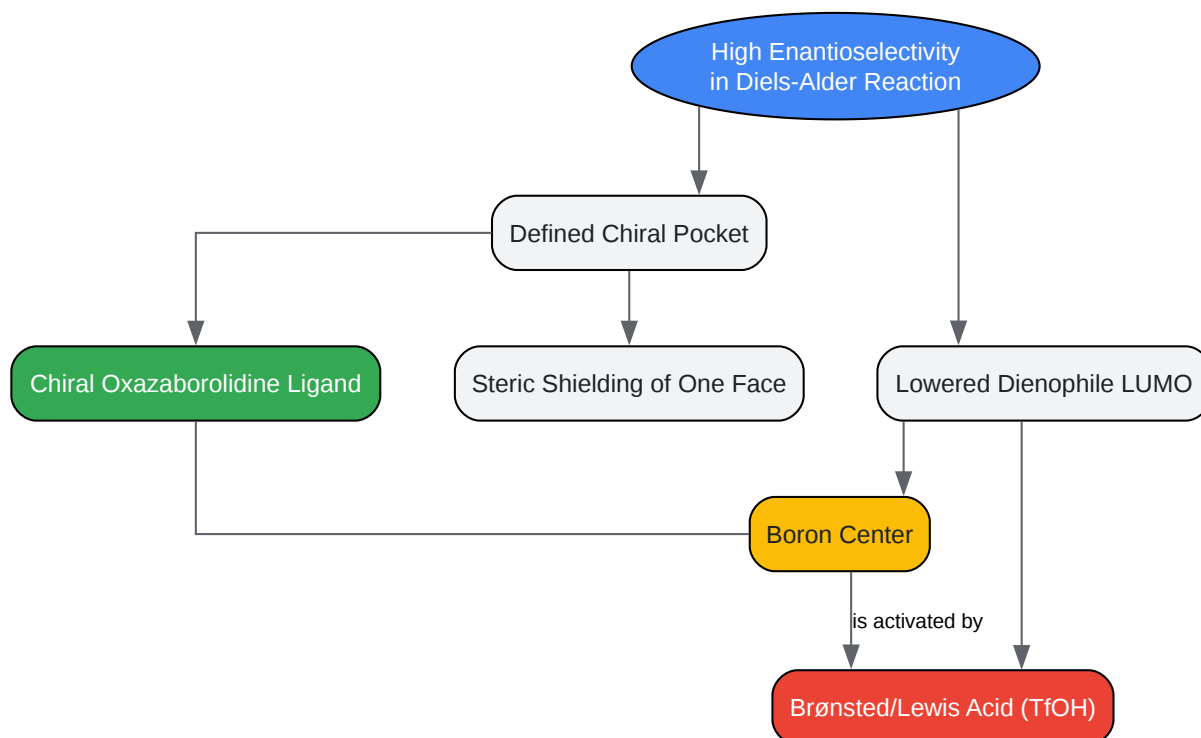 High Enantioselectivity
in Diels-Alder Reaction
Defined Chiral Pocket
Chiral Oxazaborolidine Ligand
Steric Shielding of One Face
Lowered Dienophile LUMO
Boron Center
is activated by
Brønsted/Lewis Acid (TfOH)